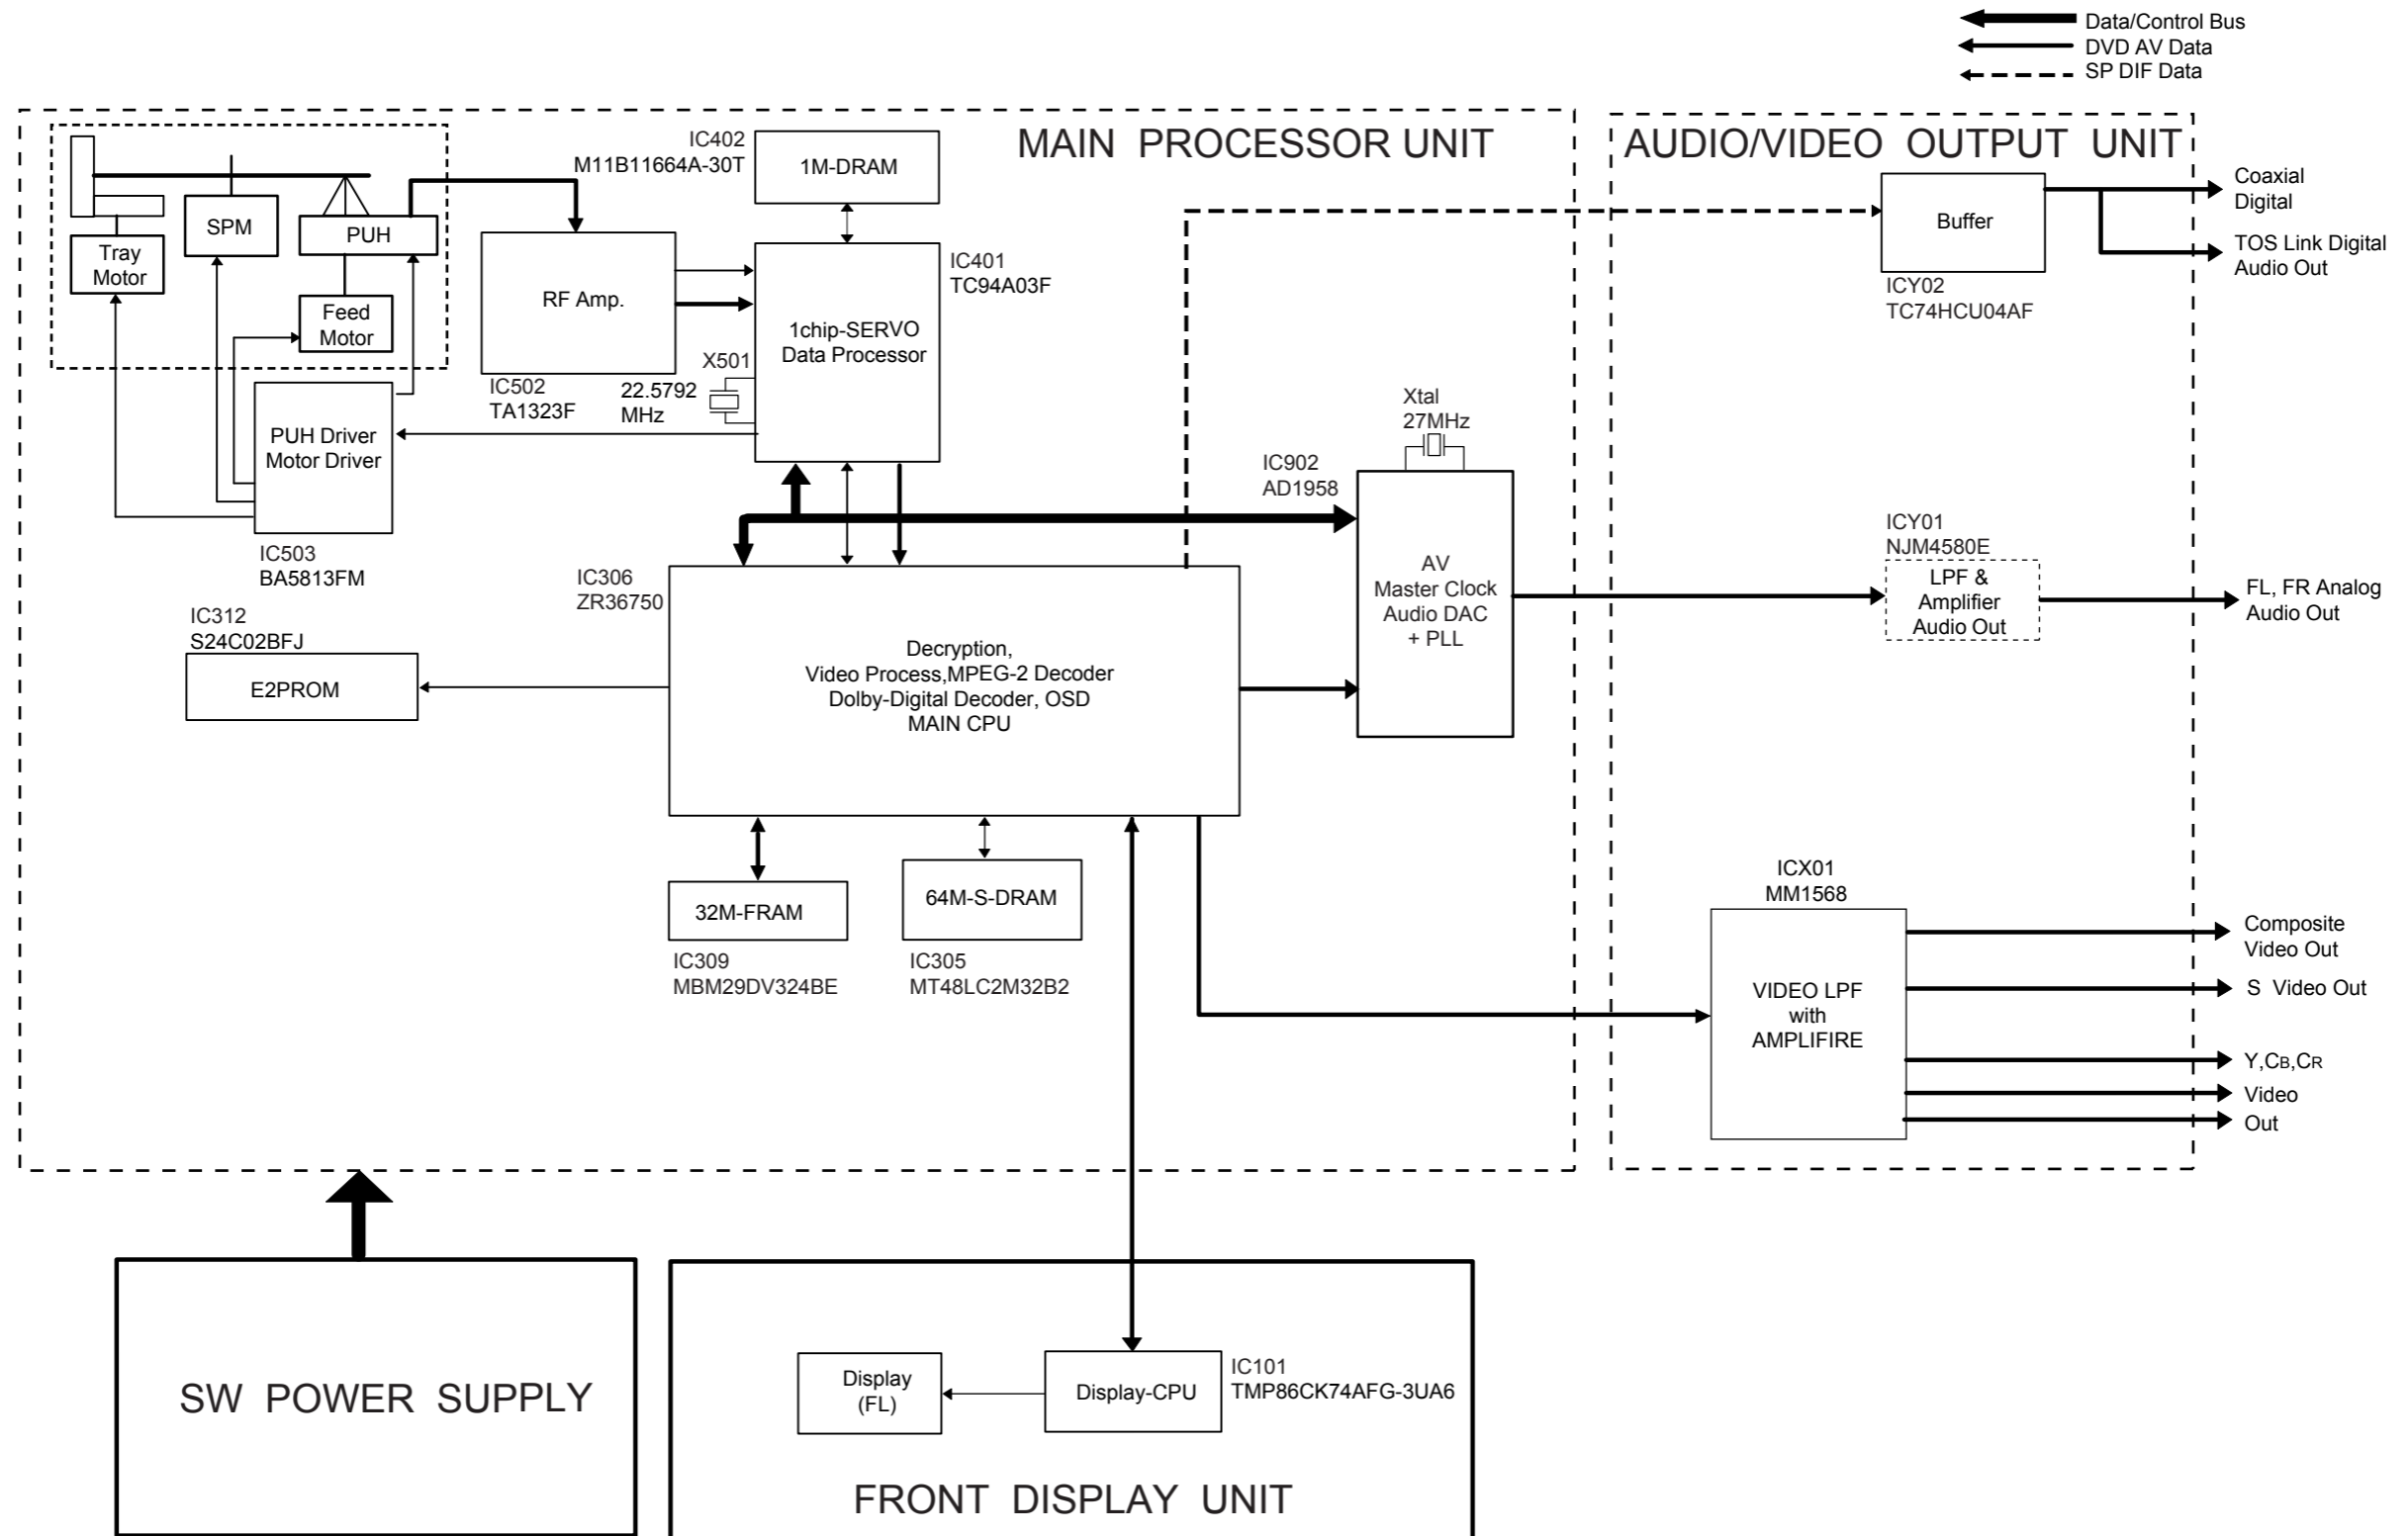 Data/Control Bus
DVD AV Data
SP DIF Data
MAIN PROCESSOR UNIT
AUDIO/VIDEO OUTPUT UNIT
IC402
M11B11664A-30T
1M-DRAM
SPM
PUH
Tray
Motor
Feed
Motor
RF Amp.
IC502
TA1323F
X501
22.5792
MHz
1chip-SERVO
Data Processor
IC401
TC94A03F
PUH Driver
Motor Driver
IC503
BA5813FM
Buffer
ICY02
TC74HCU04AF
Coaxial
Digital
TOS Link Digital
Audio Out
Xtal
27MHz
IC902
AD1958
AV
Master Clock
Audio DAC
+ PLL
ICY01
NJM4580E
LPF &
Amplifier
Audio Out
FL, FR Analog
Audio Out
IC306
ZR36750
Decryption,
Video Process,MPEG-2 Decoder
Dolby-Digital Decoder, OSD
MAIN CPU
IC312
S24C02BFJ
E2PROM
32M-FRAM
IC309
MBM29DV324BE
64M-S-DRAM
IC305
MT48LC2M32B2
ICX01
MM1568
VIDEO LPF
with
AMPLIFIRE
Composite
Video Out
S Video Out
Y,CB,CR
Video
Out
SW POWER SUPPLY
Display
(FL)
Display-CPU
IC101
TMP86CK74AFG-3UA6
FRONT DISPLAY UNIT